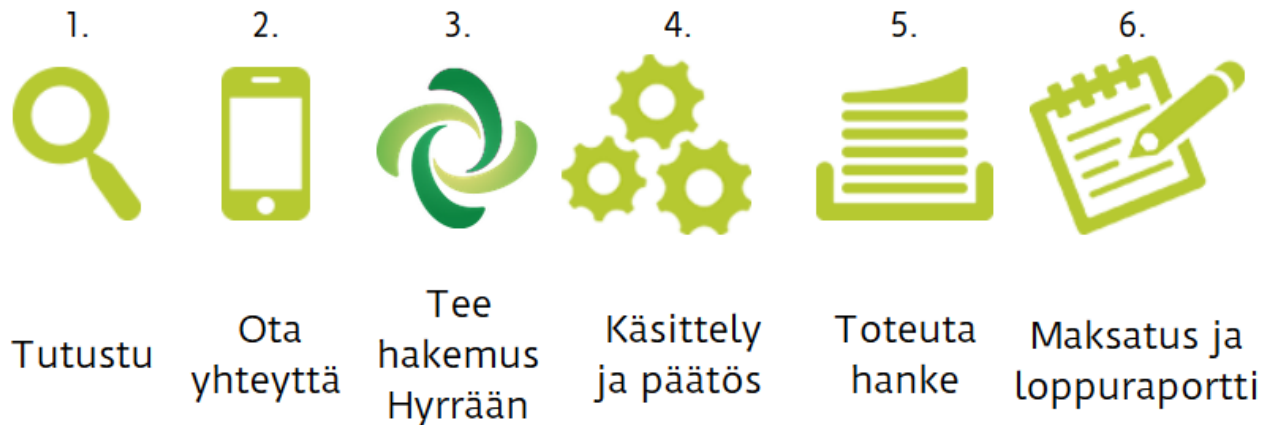 1.
2.
3.
4.
5.
6.
Tutustu
Ota
yhteyttä
Tee
hakemus
Hyrrään
Käsittely
ja päätös
Toteuta
hanke
Maksatus ja
loppuraportti